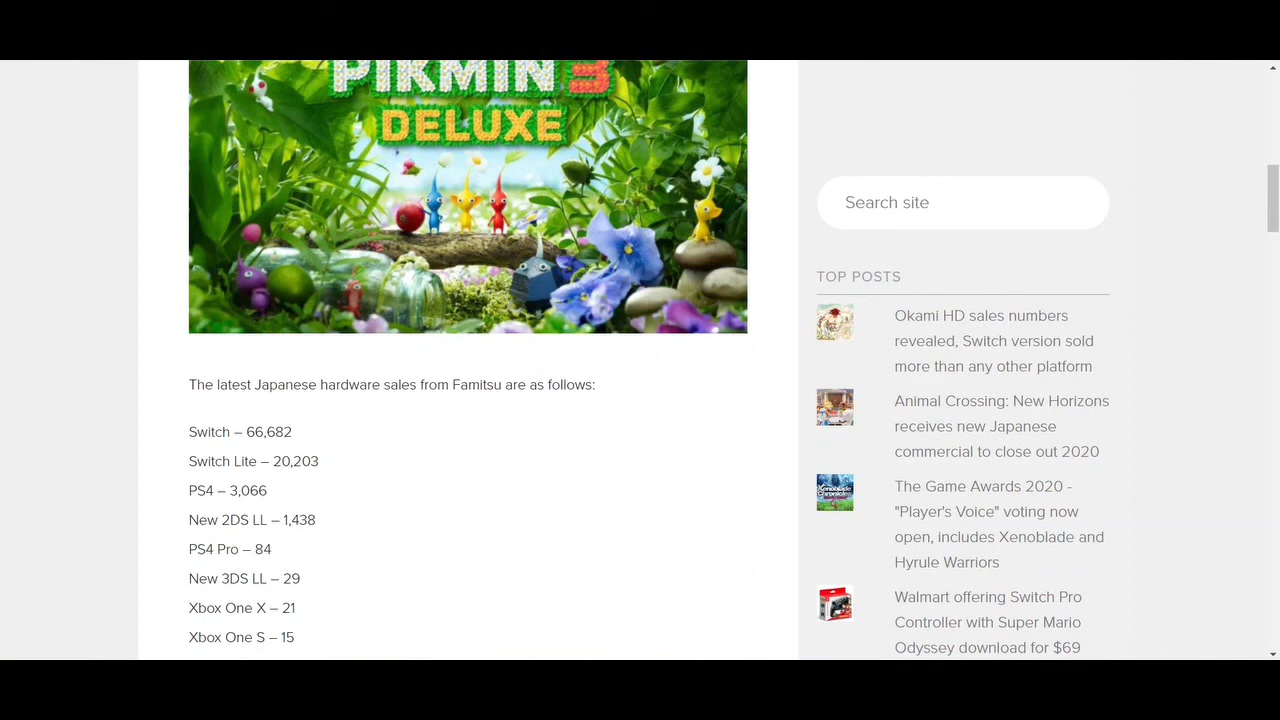 PIKMIN 3
DELUXE
The latest Japanese hardware sales from Famitsu are as follows:
Switch – 66,682
Switch Lite – 20,203
PS4 – 3,066
New 2DS LL – 1,438
PS4 Pro – 84
New 3DS LL – 29
Xbox One X – 21
Xbox One S – 15
Search site
TOP POSTS
Okami HD sales numbers
revealed, Switch version sold
more than any other platform
Animal Crossing: New Horizons
receives new Japanese
commercial to close out 2020
The Game Awards 2020 -
"Player's Voice" voting now
open, includes Xenoblade and
Hyrule Warriors
Walmart offering Switch Pro
Controller with Super Mario
Odyssey download for $69